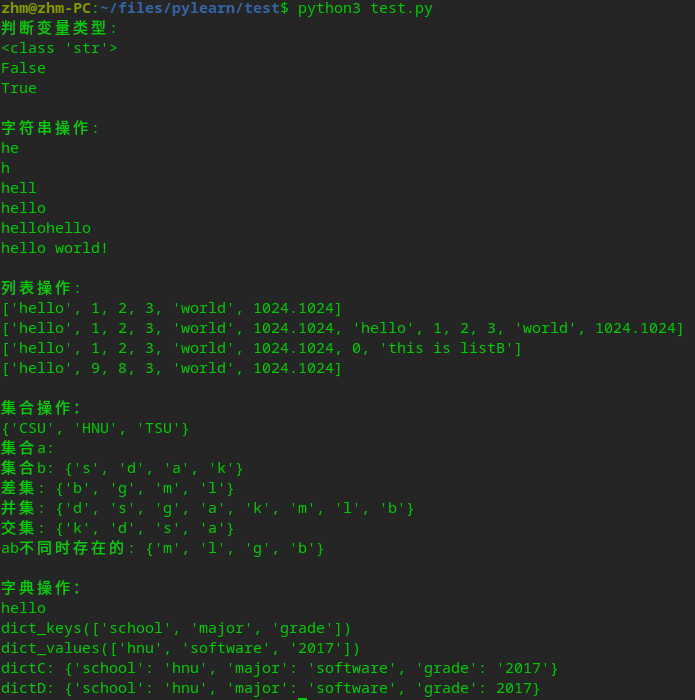 zhm@zhm-PC:~/files/pylearn/test$ python3 test.py
判断变量类型:
<class 'str'>
False
True
字符串操作:
he
h
hell
hello
hellohello
hello world!
列表操作:
['hello', 1, 2, 3, 'world', 1024.1024]
['hello', 1, 2, 3, 'world', 1024.1024, 'hello', 1, 2, 3, 'world', 1024.1024]
['hello', 1, 2, 3, 'world', 1024.1024, 0, 'this is listB']
['hello', 9, 8, 3, 'world', 1024.1024]
集合操作：
{'CSU', 'HNU', 'TSU'}
集合a:
集合b: {'s', 'd', 'a', 'k'}
差集: {'b', 'g', 'm', 'l'}
并集: {'d', 's', 'g', 'a', 'k', 'm', 'l', 'b'}
交集: {'k', 'd', 's', 'a'}
ab不同时存在的: {'m', 'l', 'g', 'b'}
字典操作：
hello
dict_keys(['school', 'major', 'grade'])
dict_values(['hnu', 'software', '2017'])
dictC: {'school': 'hnu', 'major': 'software', 'grade': '2017'}
dictD: {'school': 'hnu', 'major': 'software', 'grade': 2017}